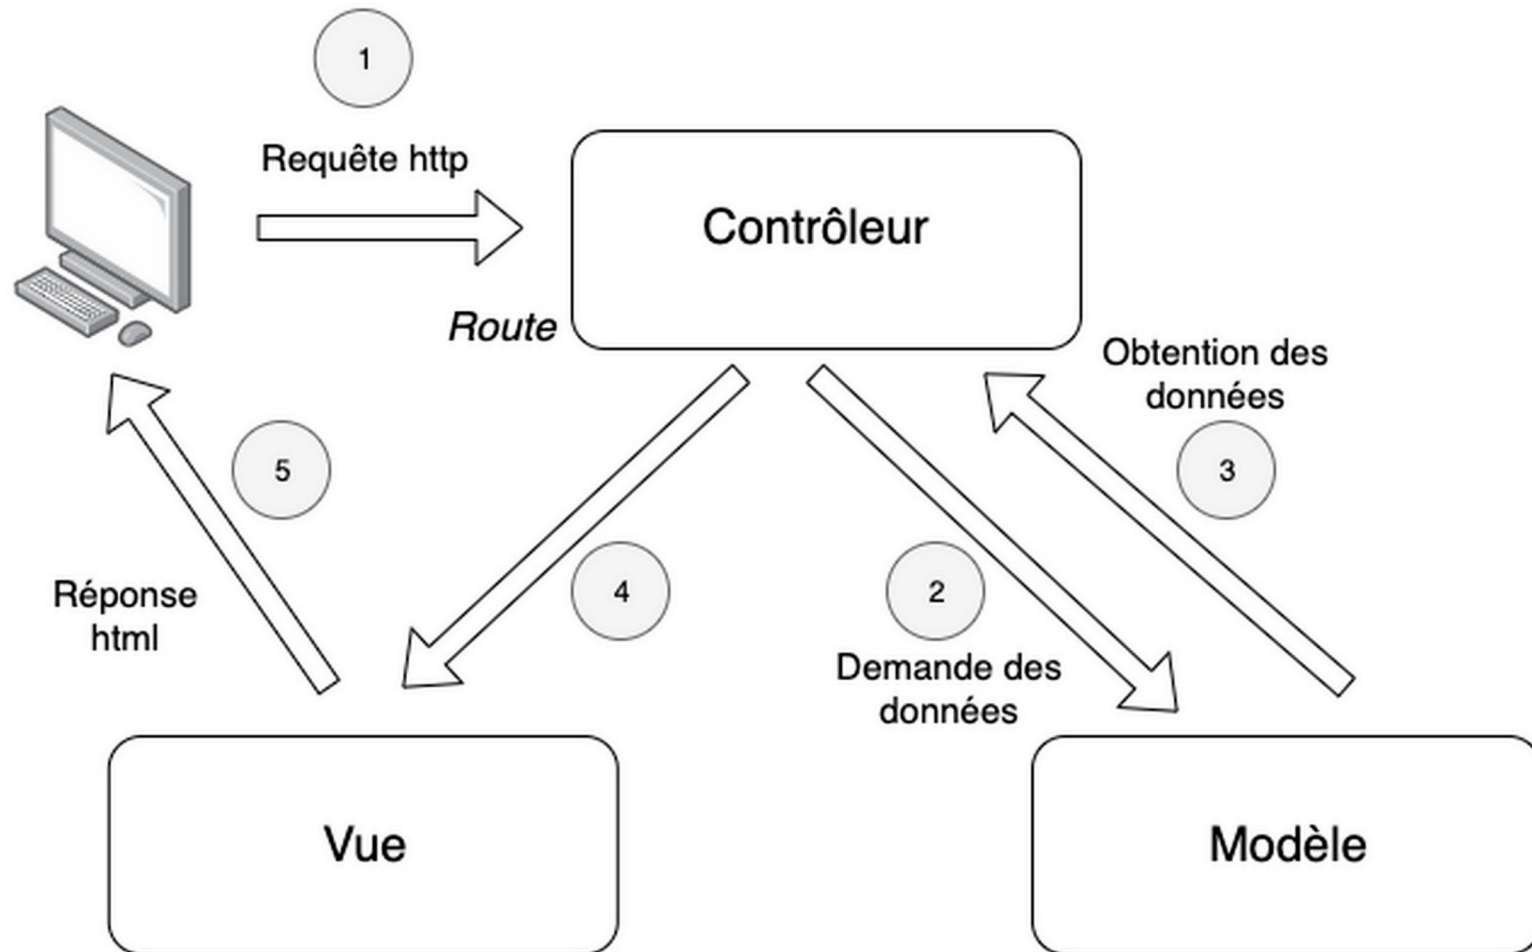 1
Requête http
Contrôleur
Route
Obtention des
données
3
5
4
2
Réponse
html
Demande des
données
Vue
Modèle